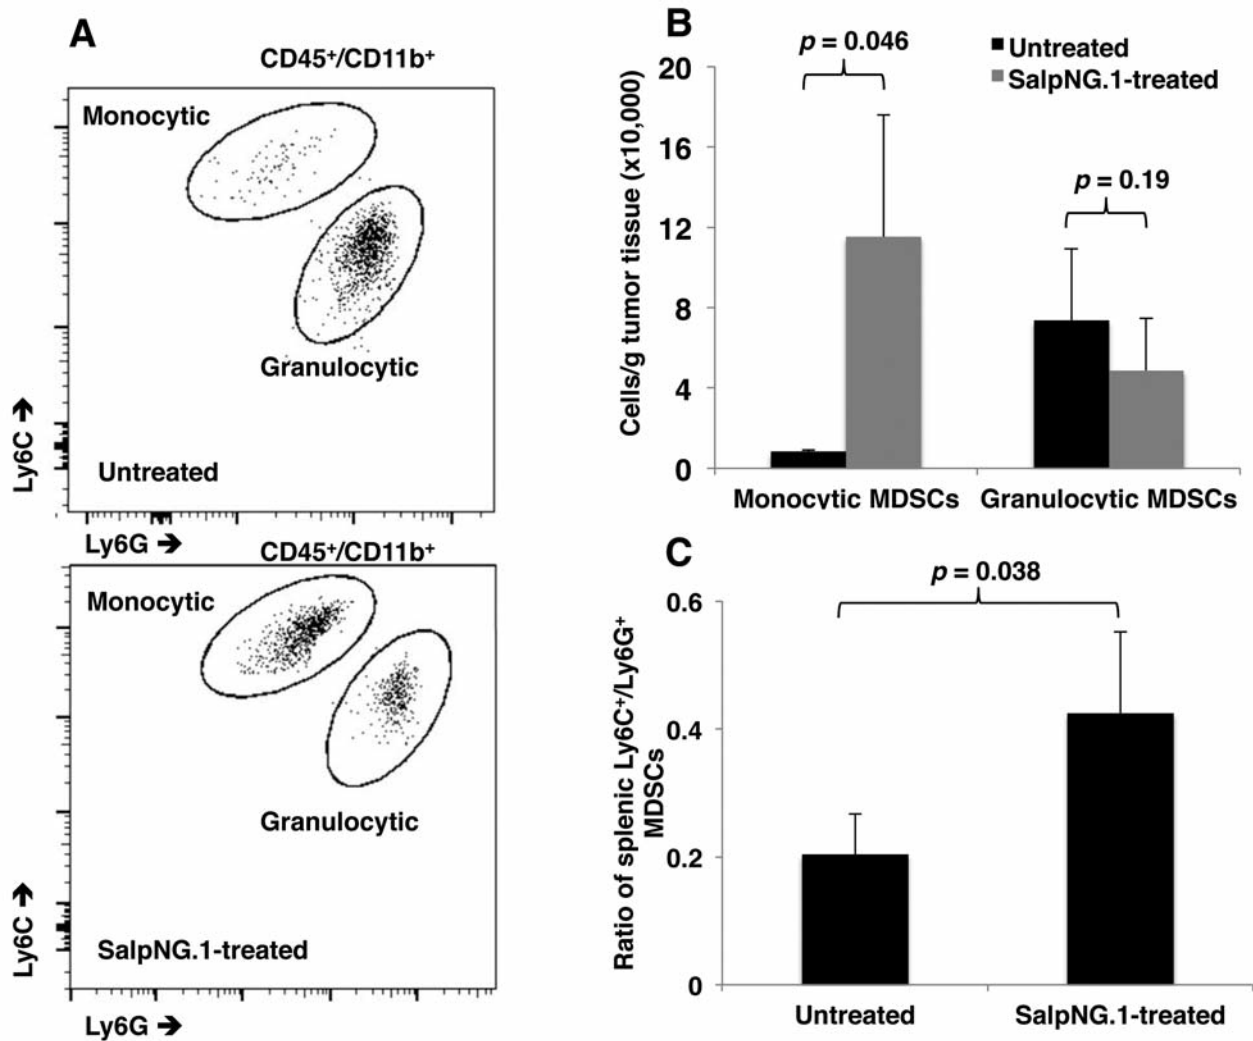 A
CD45⁺/CD11b⁺
Monocytic
Granulocytic
Untreated
Ly6C →
Ly6G →
CD45⁺/CD11b⁺
Monocytic
Granulocytic
SalpNG.1-treated
Ly6C →
Ly6G →
B
p = 0.046
Untreated
SalpNG.1-treated
p = 0.19
Cells/g tumor tissue (x10,000)
20
16
12
8
4
0
Monocytic MDSCs
Granulocytic MDSCs
C
p = 0.038
Ratio of splenic Ly6C⁺/Ly6G⁺
MDSCs
0.6
0.4
0.2
0
Untreated
SalpNG.1-treated